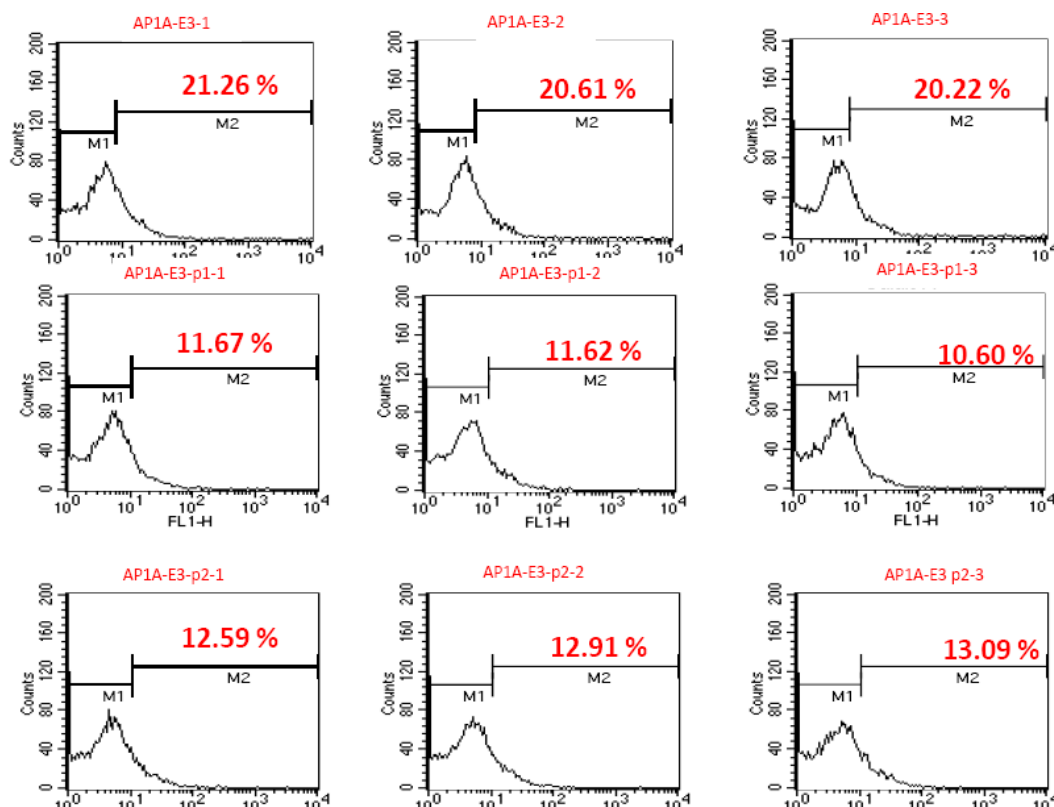 AP1A-E3-1 AP1A-E3-2 AP1A-E3-3
200 200 200
160 21.26 % 160 20.61 % 160 20.22 %
Counts 120 M1 M2 Counts 120 M1 M2 Counts 120 M1 M2
80 80 80
40 40 40
0 0 0
10^0 10^1 10^2 10^3 10^4 10^0 10^1 10^2 10^3 10^4 10^0 10^1 10^2 10^3 10^4
AP1A-E3-p1-1 AP1A-E3-p1-2 AP1A-E3-p1-3
200 200 200
160 11.67 % 160 11.62 % 160 10.60 %
Counts 120 M1 M2 Counts 120 M1 M2 Counts 120 M1 M2
80 80 80
40 40 40
0 0 0
10^0 10^1 10^2 10^3 10^4 10^0 10^1 10^2 10^3 10^4 10^0 10^1 10^2 10^3 10^4
FL1-H FL1-H FL1-H
AP1A-E3-p2-1 AP1A-E3-p2-2 AP1A-E3 p2-3
200 200 200
160 12.59 % 160 12.91 % 160 13.09 %
Counts 120 M1 M2 Counts 120 M1 M2 Counts 120 M1 M2
80 80 80
40 40 40
0 0 0
10^0 10^1 10^2 10^3 10^4 10^0 10^1 10^2 10^3 10^4 10^0 10^1 10^2 10^3 10^4